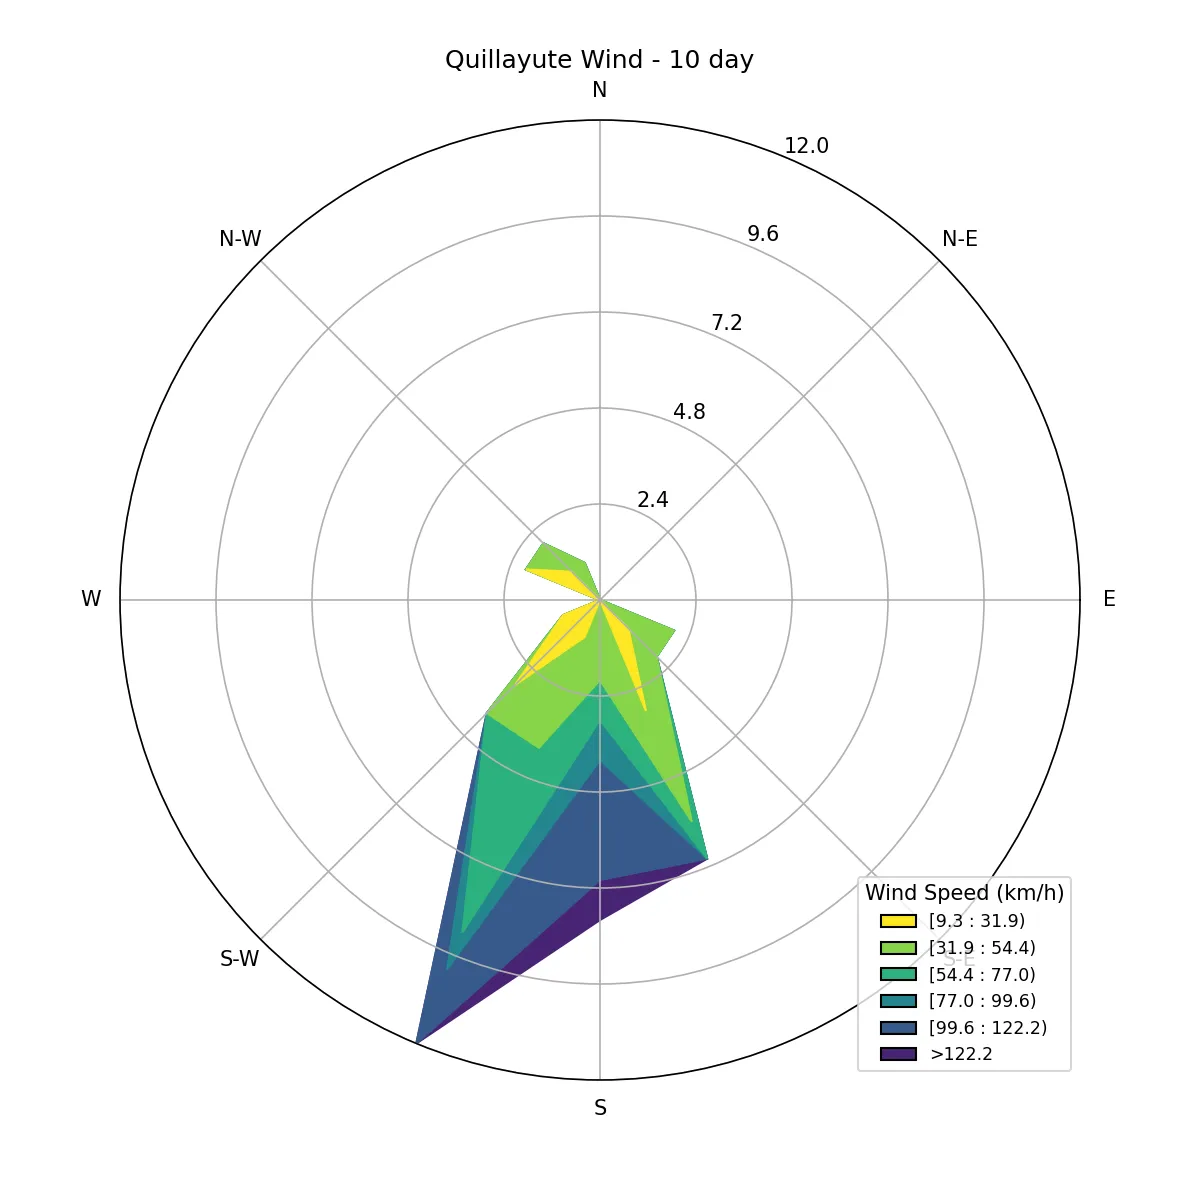 Quillayute Wind - 10 day
N
12.0
N-W
9.6
N-E
7.2
4.8
2.4
W
E
Wind Speed (km/h)
[9.3 : 31.9)
[31.9 : 54.4)
S-W
S-E
[54.4 : 77.0)
[77.0 : 99.6)
[99.6 : 122.2)
>122.2
S